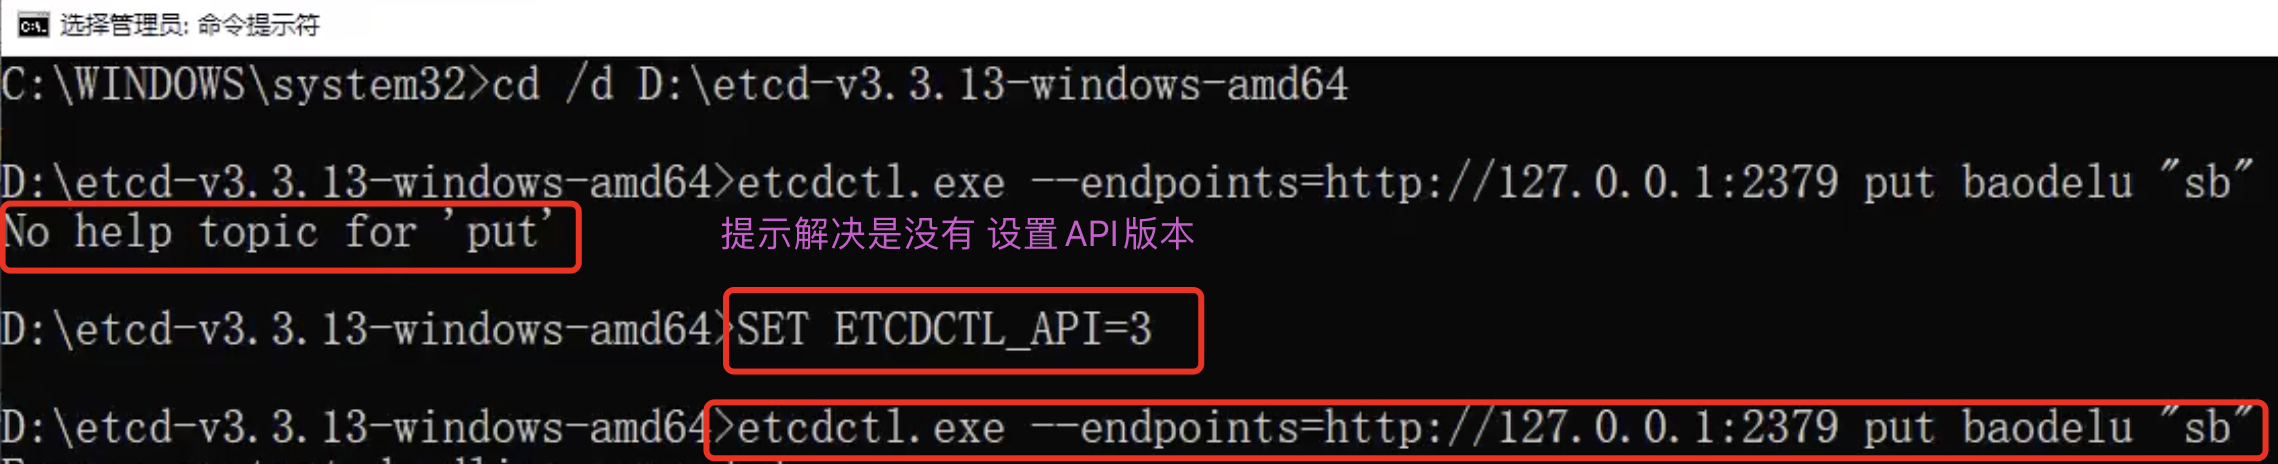 选择管理员: 命令提示符
C:\WINDOWS\system32>cd /d D:\etcd-v3.3.13-windows-amd64
D:\etcd-v3.3.13-windows-amd64>etcdctl.exe --endpoints=http://127.0.0.1:2379 put baodelu "sb"
No help topic for 'put'
提示解决是没有 设置API版本
D:\etcd-v3.3.13-windows-amd64>SET ETCDCTL_API=3
D:\etcd-v3.3.13-windows-amd64>etcdctl.exe --endpoints=http://127.0.0.1:2379 put baodelu "sb"